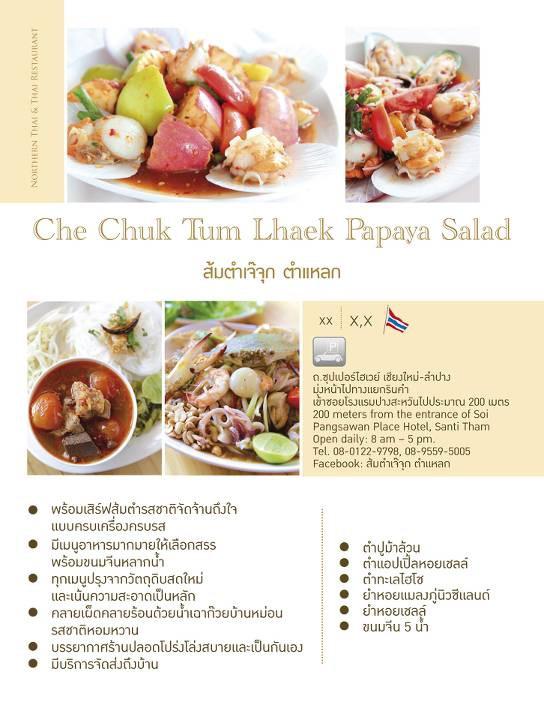 NORTHERN THAI & THAI RESTAURANT
Che Chuk Tum Lhaek Papaya Salad
ส้มตำเจ๊จุก ตำแหลก
xx X,X
P
ถ.ซุปเปอร์ไฮเวย์ เชียงใหม่-ลำปาง
มุ่งหน้าไปทางแยกรินคำ
เข้าซอยโรงแรมปางสะหวันไปประมาณ 200 เมตร
200 meters from the entrance of Soi
Pangsawan Place Hotel, Santi Tham
Open daily: 8 am – 5 pm.
Tel. 08-0122-9798, 08-9559-5005
Facebook: ส้มตำเจ๊จุก ตำแหลก
พร้อมเสิร์ฟส้มตำรสชาติจัดจ้านถึงใจ
แบบครบเครื่องครบรส
มีเมนูอาหารมากมายให้เลือกสรร
พร้อมขนมจีนหลากน้ำ
ทุกเมนูปรุงจากวัตถุดิบสดใหม่
และเน้นความสะอาดเป็นหลัก
คลายเผ็ดคลายร้อนด้วยน้ำเฉาก๊วยบ้านหม่อน
รสชาติหอมหวาน
บรรยากาศร้านปลอดโปร่งโล่งสบายและเป็นกันเอง
มีบริการจัดส่งถึงบ้าน
ตำปูม้าล้วน
ตำแอปเปิ้ลหอยเชลล์
ตำทะเลไฮโซ
ยำหอยแมลงภู่นิวซีแลนด์
ยำหอยเชลล์
ขนมจีน 5 น้ำ